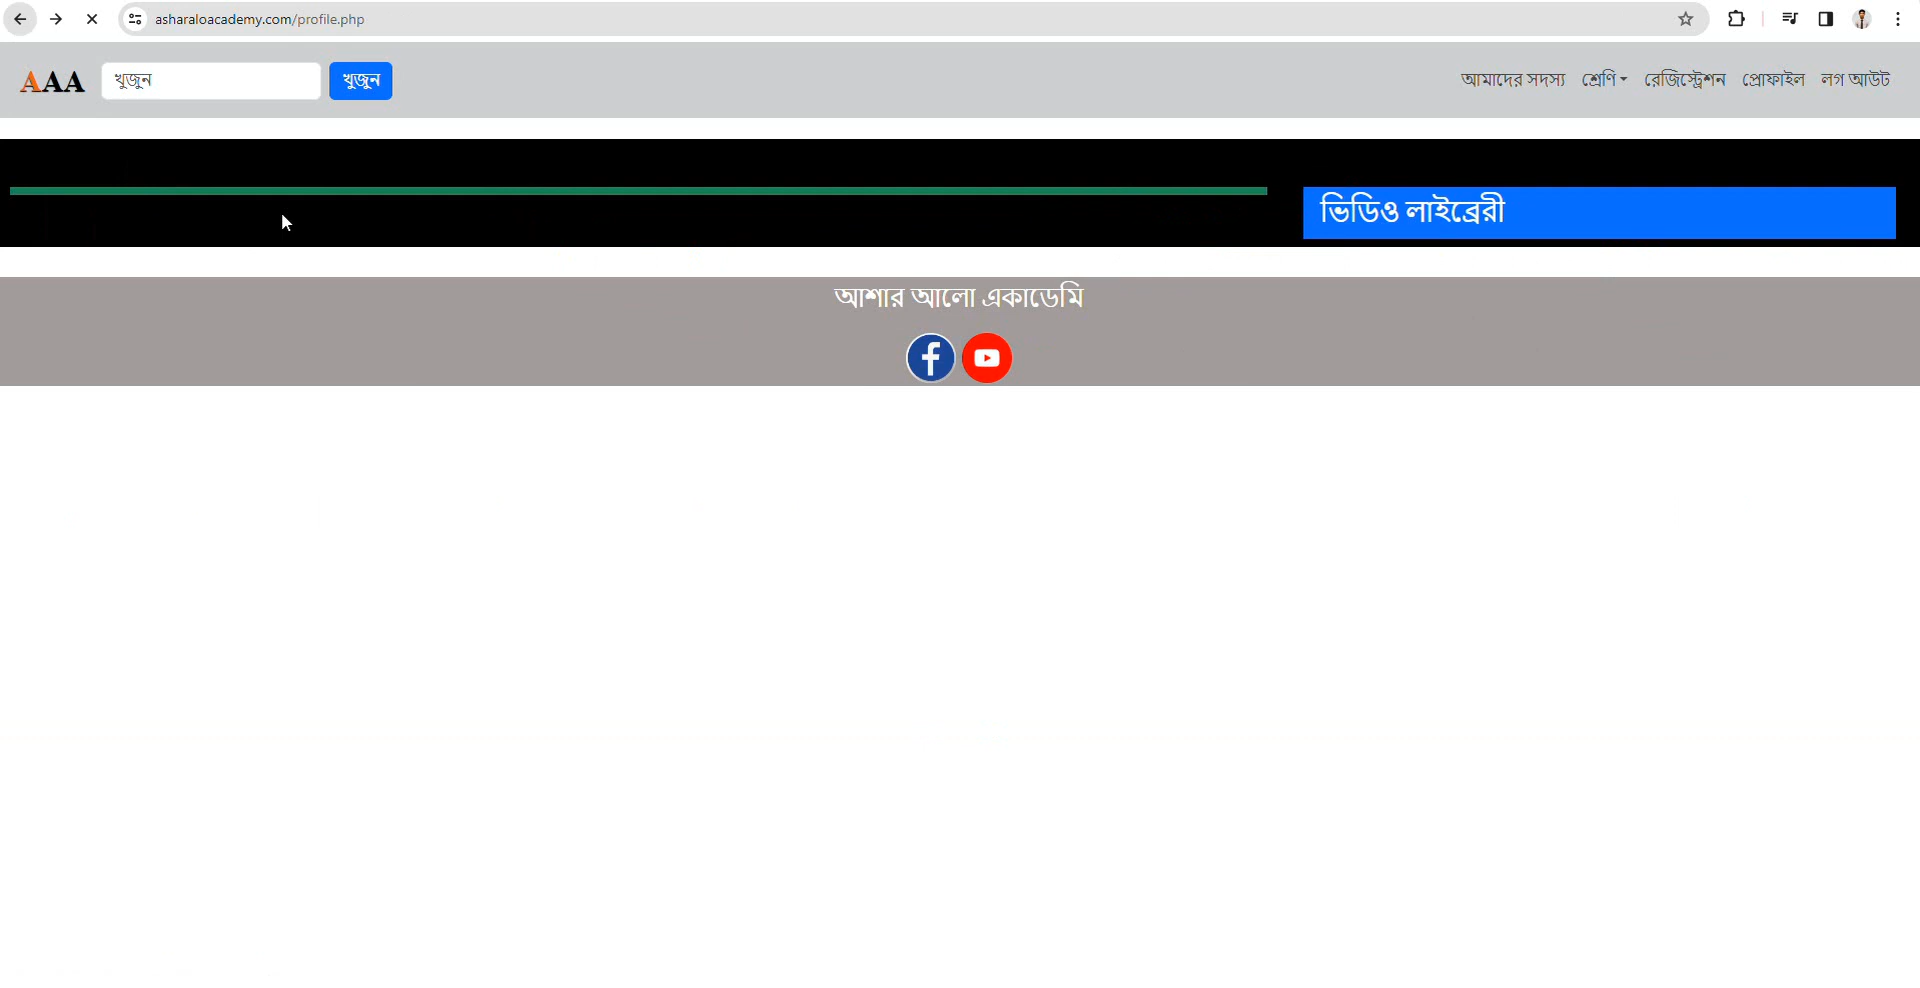 asharaloacademy.com/profile.php
AAA খুজুন খুজুন আমাদের সদস্য শ্রেণি রেজিস্ট্রেশন প্রোফাইল লগ আউট
ভিডিও লাইব্রেরী
আশার আলো একাডেমি